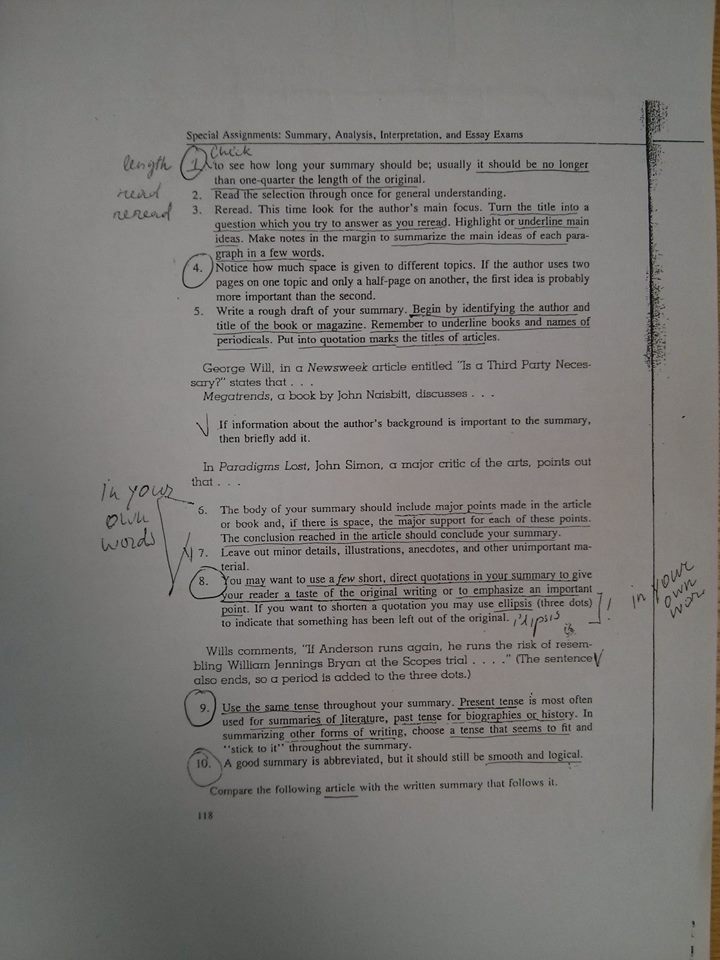 Special Assignments: Summary, Analysis, Interpretation, and Essay Exams
Check
length 1. to see how long your summary should be; usually it should be no longer
than one-quarter the length of the original.
read 2. Read the selection through once for general understanding.
reread 3. Reread. This time look for the author's main focus. Turn the title into a
question which you try to answer as you reread. Highlight or underline main
ideas. Make notes in the margin to summarize the main ideas of each para-
graph in a few words.
4. Notice how much space is given to different topics. If the author uses two
pages on one topic and only a half-page on another, the first idea is probably
more important than the second.
5. Write a rough draft of your summary. Begin by identifying the author and
title of the book or magazine. Remember to underline books and names of
periodicals. Put into quotation marks the titles of articles.
George Will, in a Newsweek article entitled "Is a Third Party Neces-
sary?" states that . . .
Megatrends, a book by John Naisbitt, discusses . . .
If information about the author's background is important to the summary,
then briefly add it.
In Paradigms Lost, John Simon, a major critic of the arts, points out
that . . .
in your
own
words
6. The body of your summary should include major points made in the article
or book and, if there is space, the major support for each of these points.
The conclusion reached in the article should conclude your summary.
7. Leave out minor details, illustrations, anecdotes, and other unimportant ma-
terial.
8. You may want to use a few short, direct quotations in your summary to give
your reader a taste of the original writing or to emphasize an important
point. If you want to shorten a quotation you may use ellipsis (three dots) !
to indicate that something has been left out of the original.
in your
own
Wills comments, "If Anderson runs again, he runs the risk of resem-
bling William Jennings Bryan at the Scopes trial . . . ." (The sentence
also ends, so a period is added to the three dots.)
9. Use the same tense throughout your summary. Present tense is most often
used for summaries of literature, past tense for biographies or history. In
summarizing other forms of writing, choose a tense that seems to fit and
"stick to it" throughout the summary.
10. A good summary is abbreviated, but it should still be smooth and logical.
Compare the following article with the written summary that follows it.
118